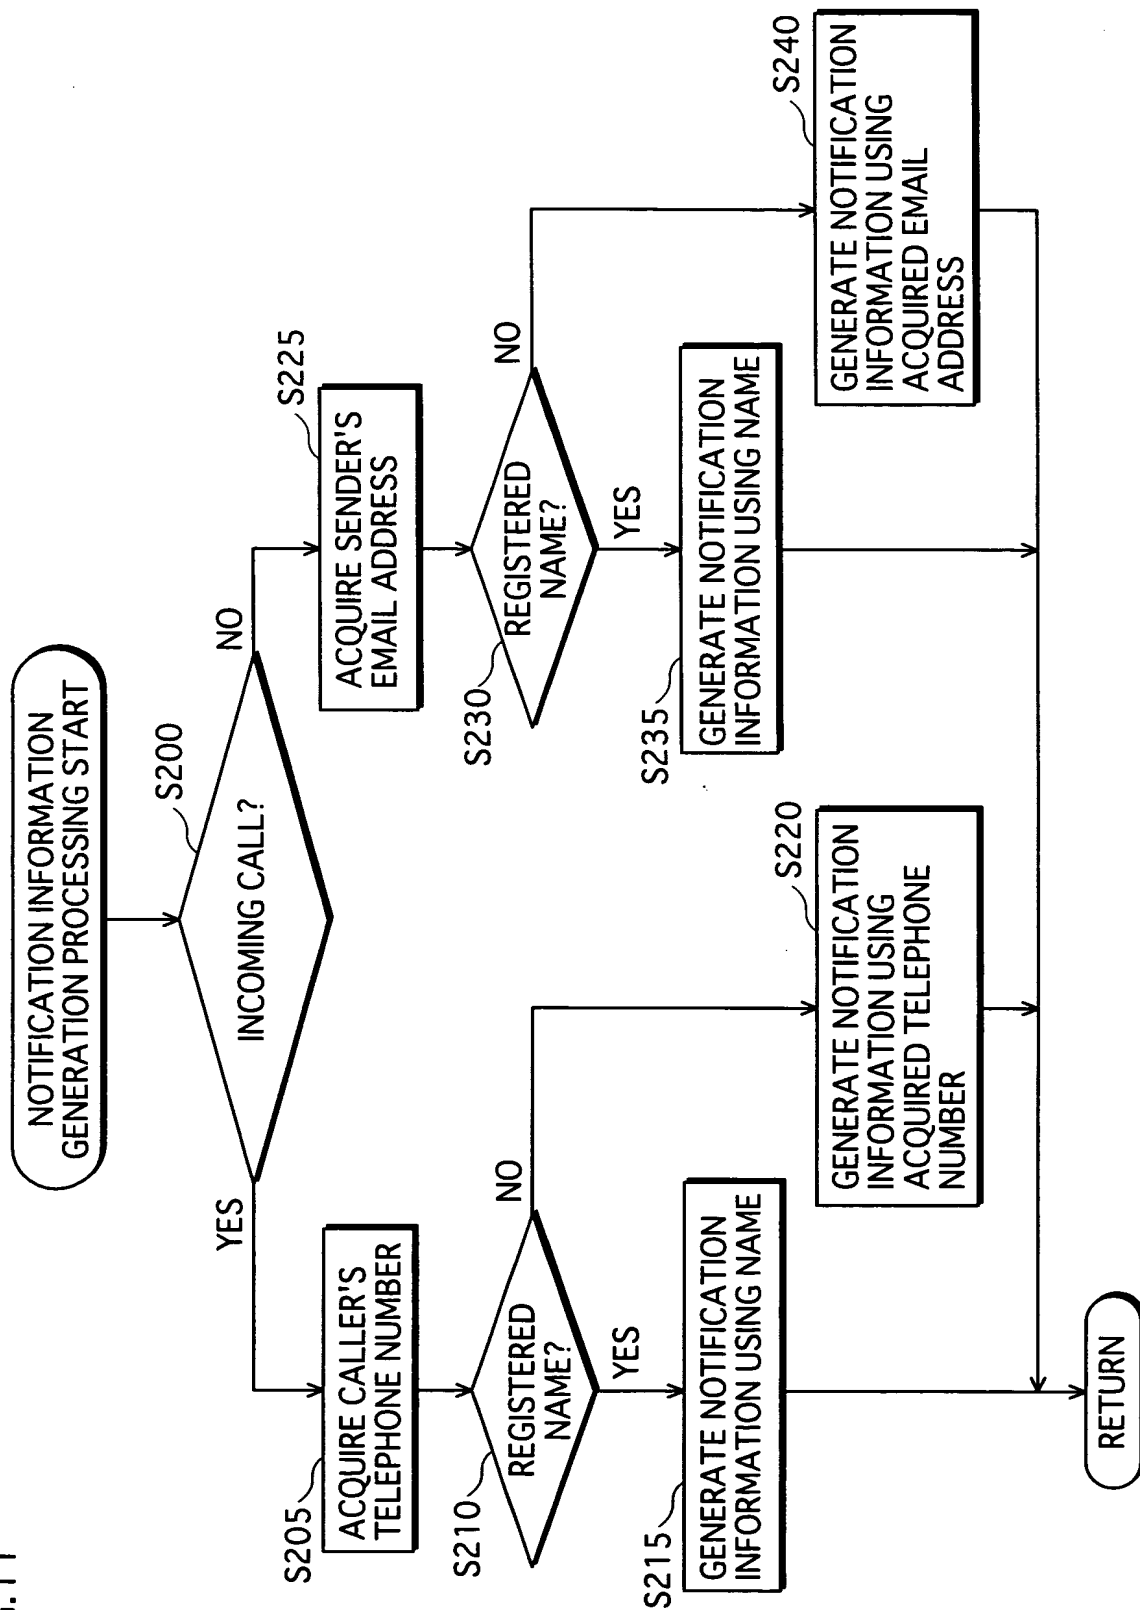 NOTIFICATION INFORMATION
GENERATION PROCESSING START
S200
INCOMING CALL?
YES
NO
S205
ACQUIRE CALLER'S
TELEPHONE NUMBER
S225
ACQUIRE SENDER'S
EMAIL ADDRESS
S210
REGISTERED
NAME?
NO
YES
S230
REGISTERED
NAME?
NO
YES
S215
GENERATE NOTIFICATION
INFORMATION USING NAME
S220
GENERATE NOTIFICATION
INFORMATION USING
ACQUIRED TELEPHONE
NUMBER
S235
GENERATE NOTIFICATION
INFORMATION USING NAME
S240
GENERATE NOTIFICATION
INFORMATION USING
ACQUIRED EMAIL
ADDRESS
RETURN